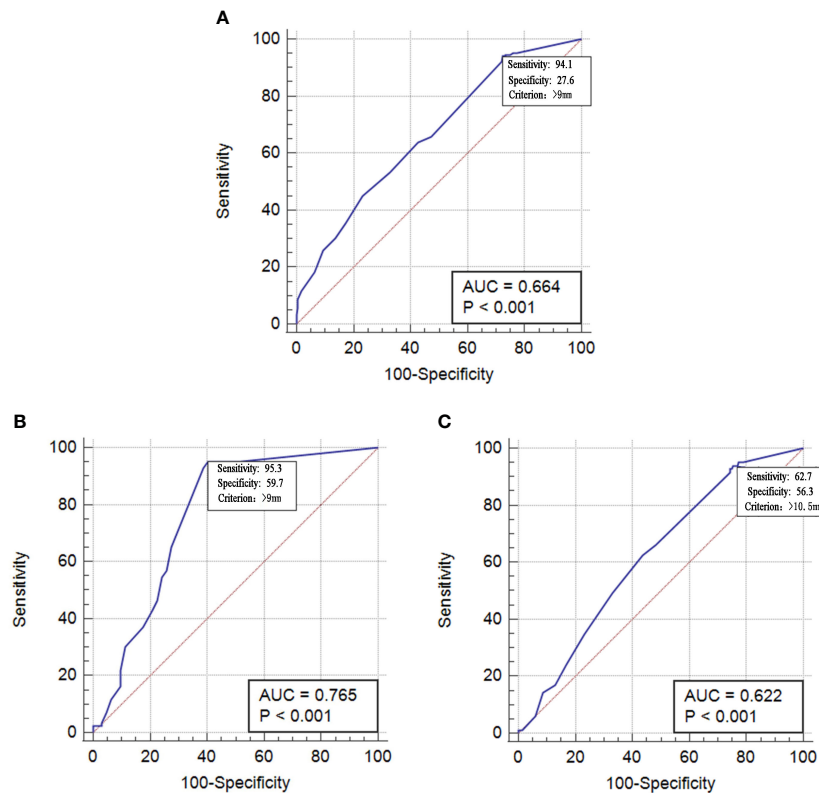 A
100
80
60
40
20
0
Sensitivity
Sensitivity: 94.1
Specificity: 27.6
Criterion: >9mm
AUC = 0.664
P < 0.001
0 20 40 60 80 100
100-Specificity
B
100
80
60
40
20
0
Sensitivity
Sensitivity: 95.3
Specificity: 59.7
Criterion: >9mm
AUC = 0.765
P < 0.001
0 20 40 60 80 100
100-Specificity
C
100
80
60
40
20
0
Sensitivity
Sensitivity: 62.7
Specificity: 56.3
Criterion: >10.5m
AUC = 0.622
P < 0.001
0 20 40 60 80 100
100-Specificity